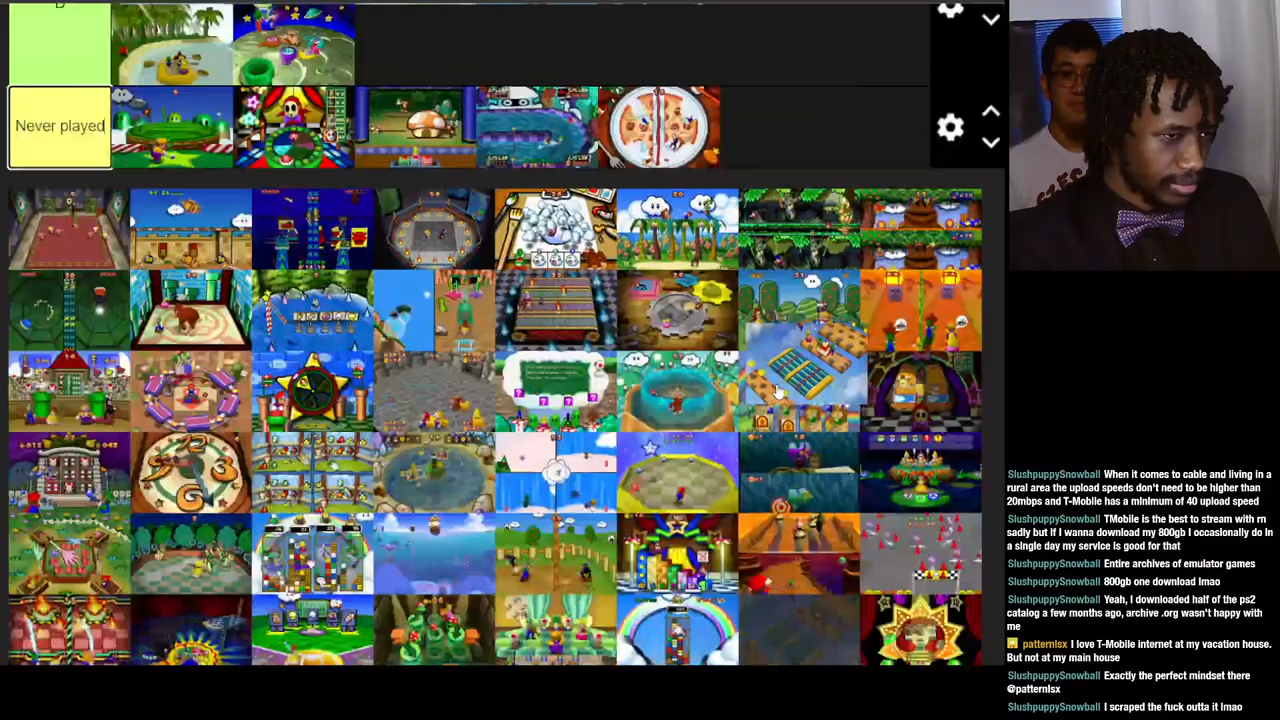 Never played
SlushpuppySnowball When it comes to cable and living in a
rural area the upload speeds don't need to be higher than
20mbps and T-Mobile has a minimum of 40 upload speed
SlushpuppySnowball TMobile is the best to stream with rn
sadly but if I wanna download my 800gb I occasionally do in
a single day my service is good for that
SlushpuppySnowball Entire archives of emulator games
SlushpuppySnowball 800gb one download lmao
SlushpuppySnowball Yeah, I downloaded half of the ps2
catalog a few months ago, archive .org wasn't happy with
me
patternlsx I love T-Mobile internet at my vacation house.
But not at my main house
SlushpuppySnowball Exactly the perfect mindset there
@patternlsx
SlushpuppySnowball I scraped the fuck outta it lmao